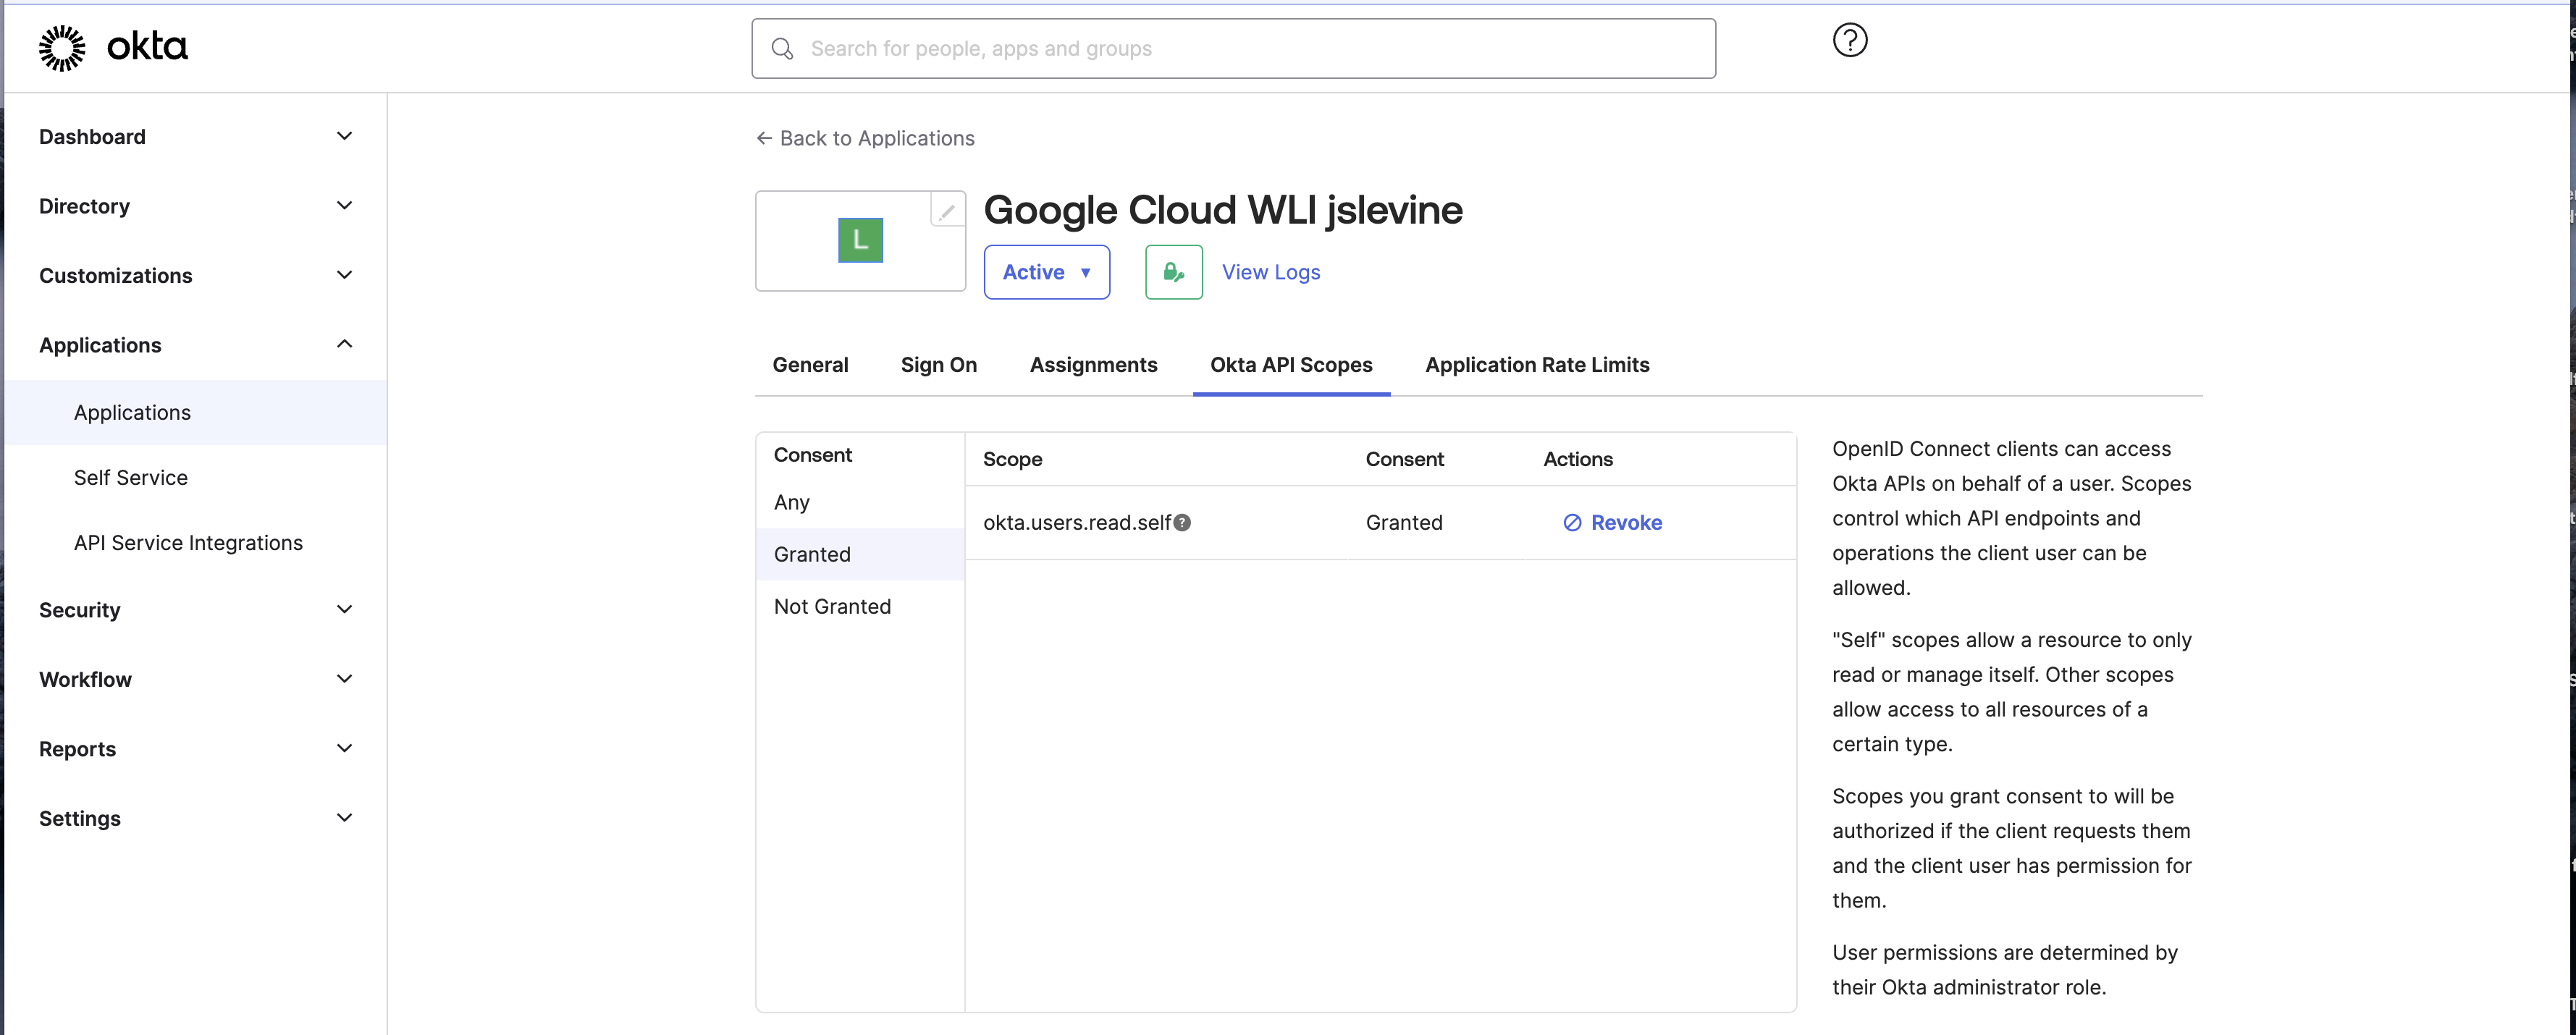 okta
Search for people, apps and groups
?
Dashboard
Directory
Customizations
Applications
Applications
Self Service
API Service Integrations
Security
Workflow
Reports
Settings
← Back to Applications
L
Google Cloud WLI jslevine
Active ▼
View Logs
General
Sign On
Assignments
Okta API Scopes
Application Rate Limits
Consent
Any
Granted
Not Granted
Scope
Consent
Actions
okta.users.read.self ?
Granted
Revoke
OpenID Connect clients can access
Okta APIs on behalf of a user. Scopes
control which API endpoints and
operations the client user can be
allowed.
"Self" scopes allow a resource to only
read or manage itself. Other scopes
allow access to all resources of a
certain type.
Scopes you grant consent to will be
authorized if the client requests them
and the client user has permission for
them.
User permissions are determined by
their Okta administrator role.